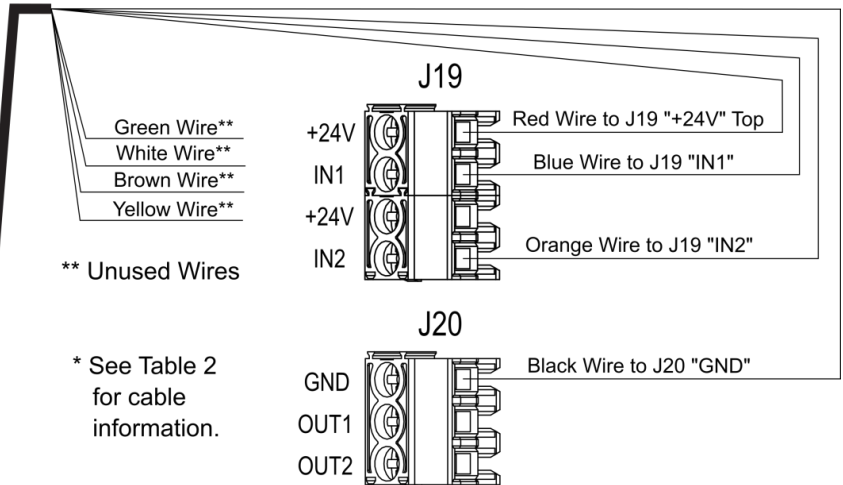 J19
Green Wire**
White Wire**
Brown Wire**
Yellow Wire**
+24V
IN1
+24V
IN2
Red Wire to J19 "+24V" Top
Blue Wire to J19 "IN1"
Orange Wire to J19 "IN2"
** Unused Wires
J20
* See Table 2
for cable
information.
GND
OUT1
OUT2
Black Wire to J20 "GND"